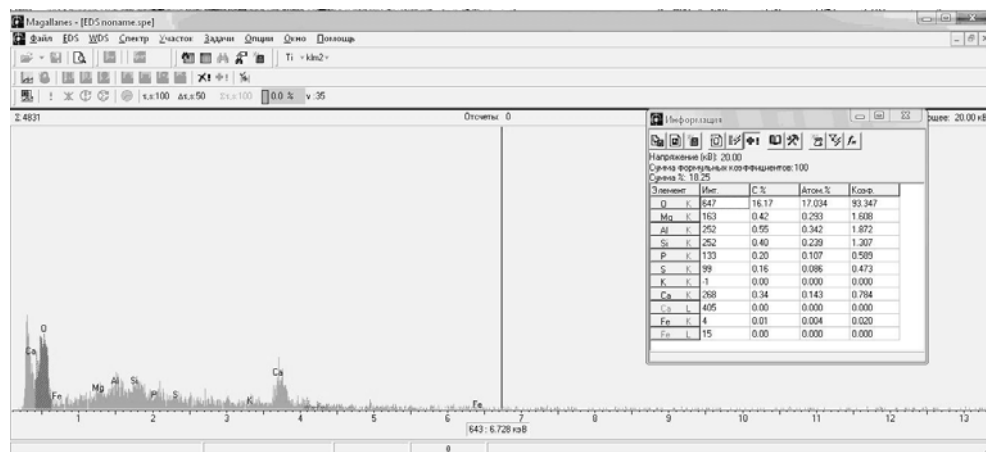 Magallanes - [EDS noname.spe]
Файл EDS WDS Спектр Участок Задачи Опции Окно Помощь
Ti klm2
τ,s:100 Δτ,s:50 Στ,s:100 0.0 % v :35
Σ 4831 Отсчеты: 0 ющее: 20.00 кВ
Информация
Напряжение (кВ): 20.00
Сумма формульных коэффициентов:100
Сумма %: 18.25
Элемент Инт. C % Атом.% Коэф.
O K 647 16.17 17.034 93.347
Mg K 163 0.42 0.293 1.608
Al K 252 0.55 0.342 1.872
Si K 252 0.40 0.239 1.307
P K 133 0.20 0.107 0.589
S K 99 0.16 0.086 0.473
K K -1 0.00 0.000 0.000
Ca K 268 0.34 0.143 0.784
Ca L 405 0.00 0.000 0.000
Fe K 4 0.01 0.004 0.020
Fe L 15 0.00 0.000 0.000
O
Ca Fe Mg Al Si P S K Ca Fe
1 2 3 4 5 6 7 8 9 10 11 12 13
643 : 6.728 кэВ
0